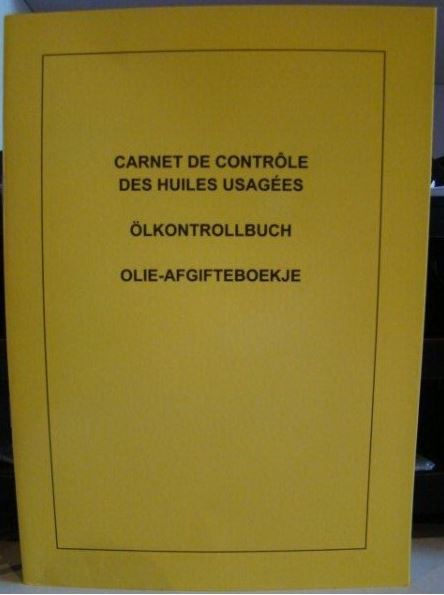 CARNET DE CONTRÔLE
DES HUILES USAGÉES
ÖLKONTROLLBUCH
OLIE-AFGIFTEBOEKJE